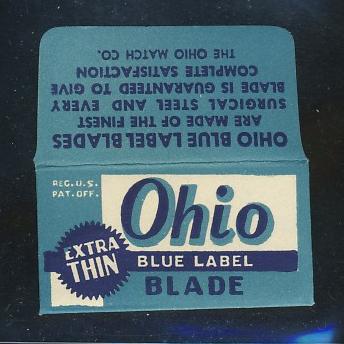 OHIO BLUE LABEL BLADES
ARE MADE OF THE FINEST
SURGICAL STEEL AND EVERY
BLADE IS GUARANTEED TO GIVE
COMPLETE SATISFACTION
THE OHIO MATCH CO.
REG. U.S.
PAT. OFF.
Ohio
EXTRA
THIN
BLUE LABEL
BLADE